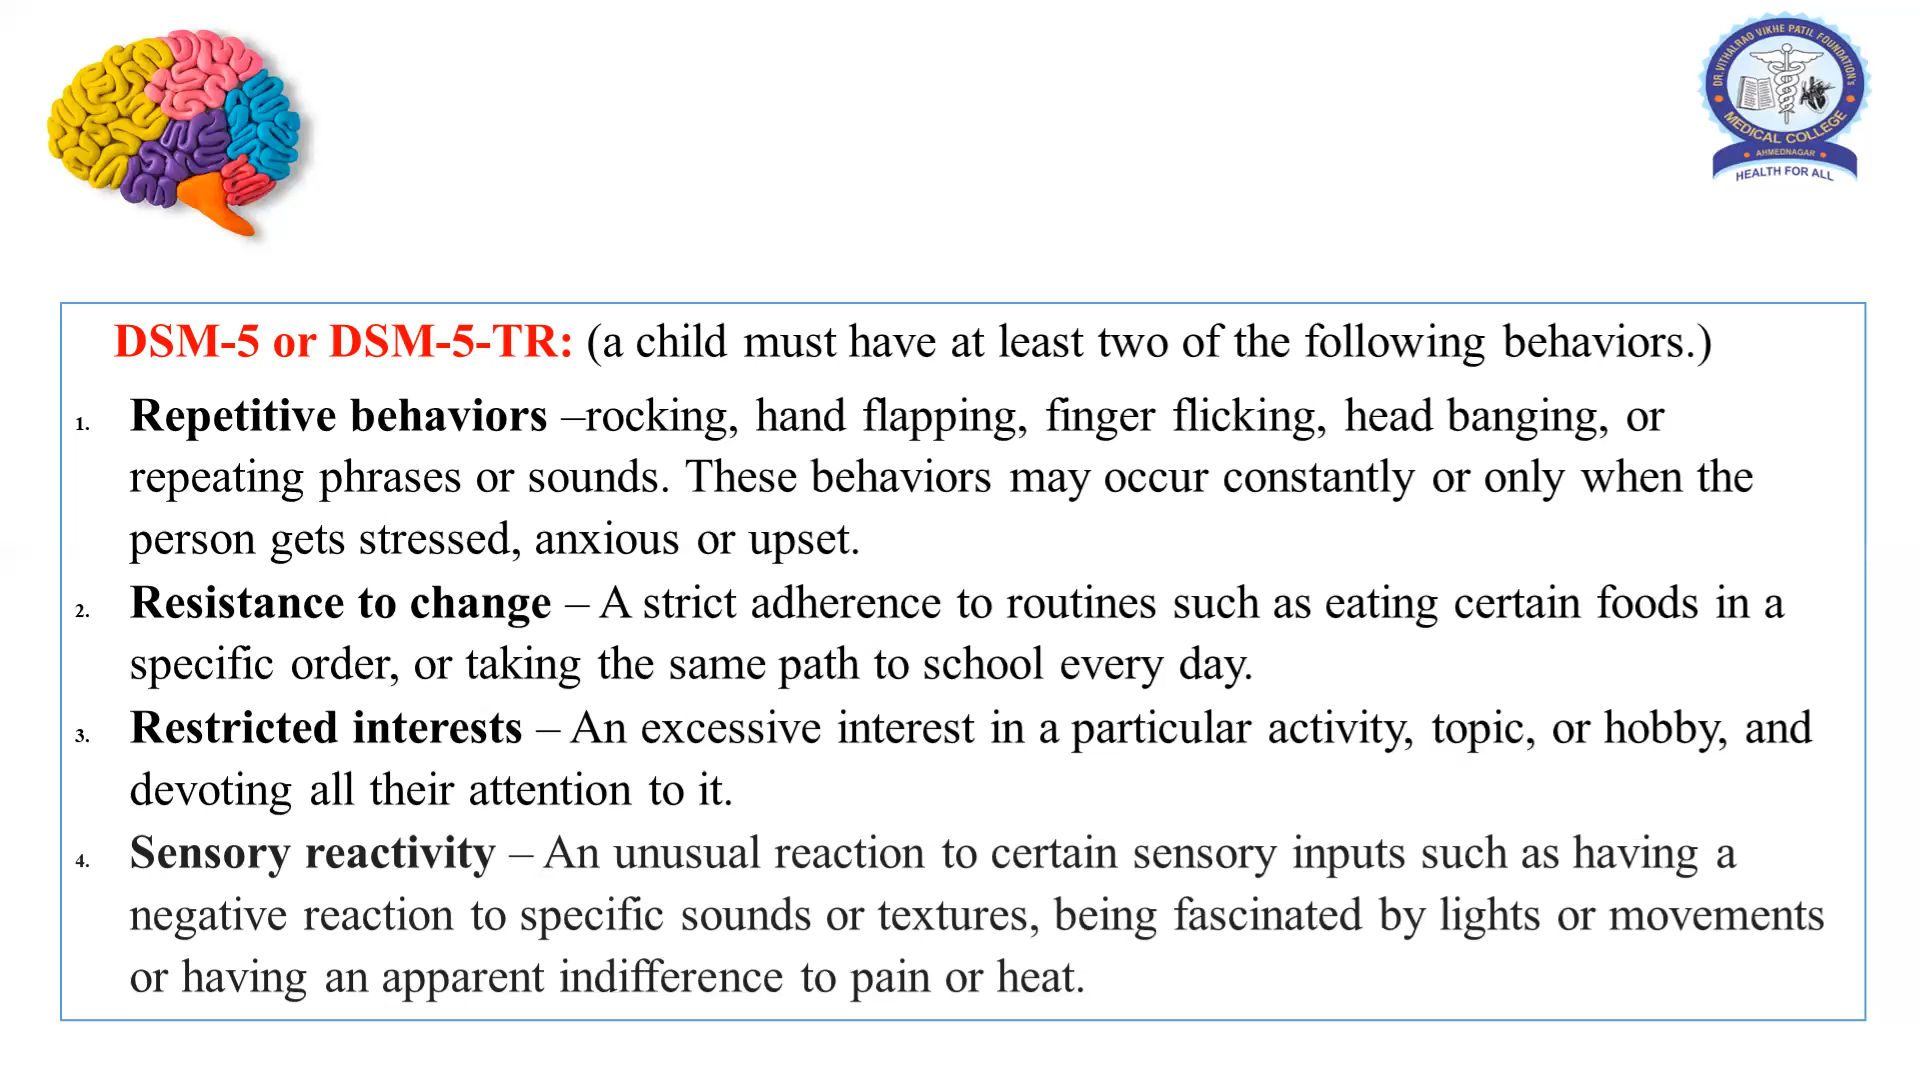 DR. VITHALRAO VIKHE PATIL FOUNDATION'S
MEDICAL COLLEGE
AHMEDNAGAR
HEALTH FOR ALL
DSM-5 or DSM-5-TR: (a child must have at least two of the following behaviors.)
1. Repetitive behaviors –rocking, hand flapping, finger flicking, head banging, or
repeating phrases or sounds. These behaviors may occur constantly or only when the
person gets stressed, anxious or upset.
2. Resistance to change – A strict adherence to routines such as eating certain foods in a
specific order, or taking the same path to school every day.
3. Restricted interests – An excessive interest in a particular activity, topic, or hobby, and
devoting all their attention to it.
4. Sensory reactivity – An unusual reaction to certain sensory inputs such as having a
negative reaction to specific sounds or textures, being fascinated by lights or movements
or having an apparent indifference to pain or heat.